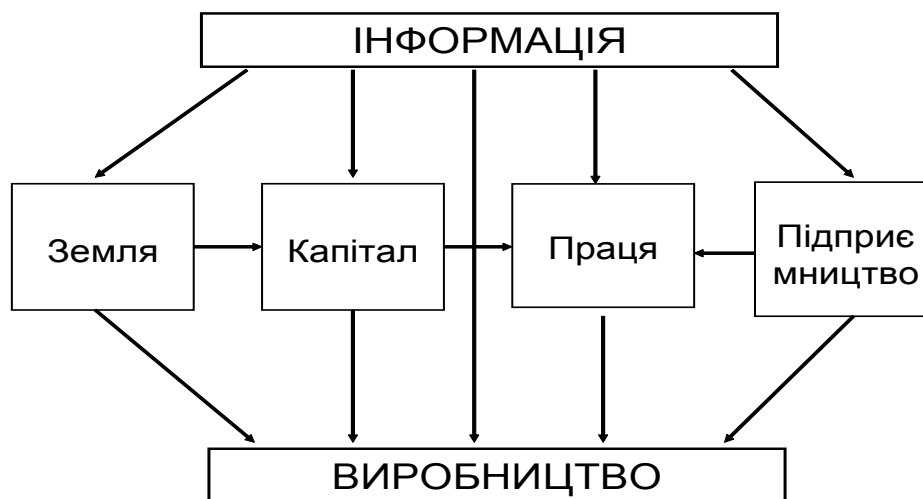 ІНФОРМАЦІЯ
Земля
Капітал
Праця
Підприє
мництво
ВИРОБНИЦТВО